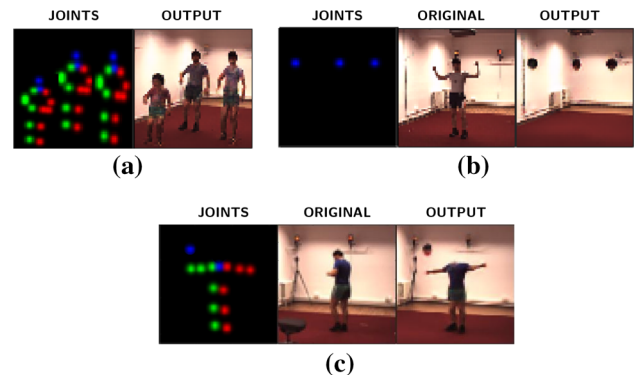 JOINTS OUTPUT
JOINTS ORIGINAL OUTPUT
(a)
(b)
JOINTS ORIGINAL OUTPUT
(c)